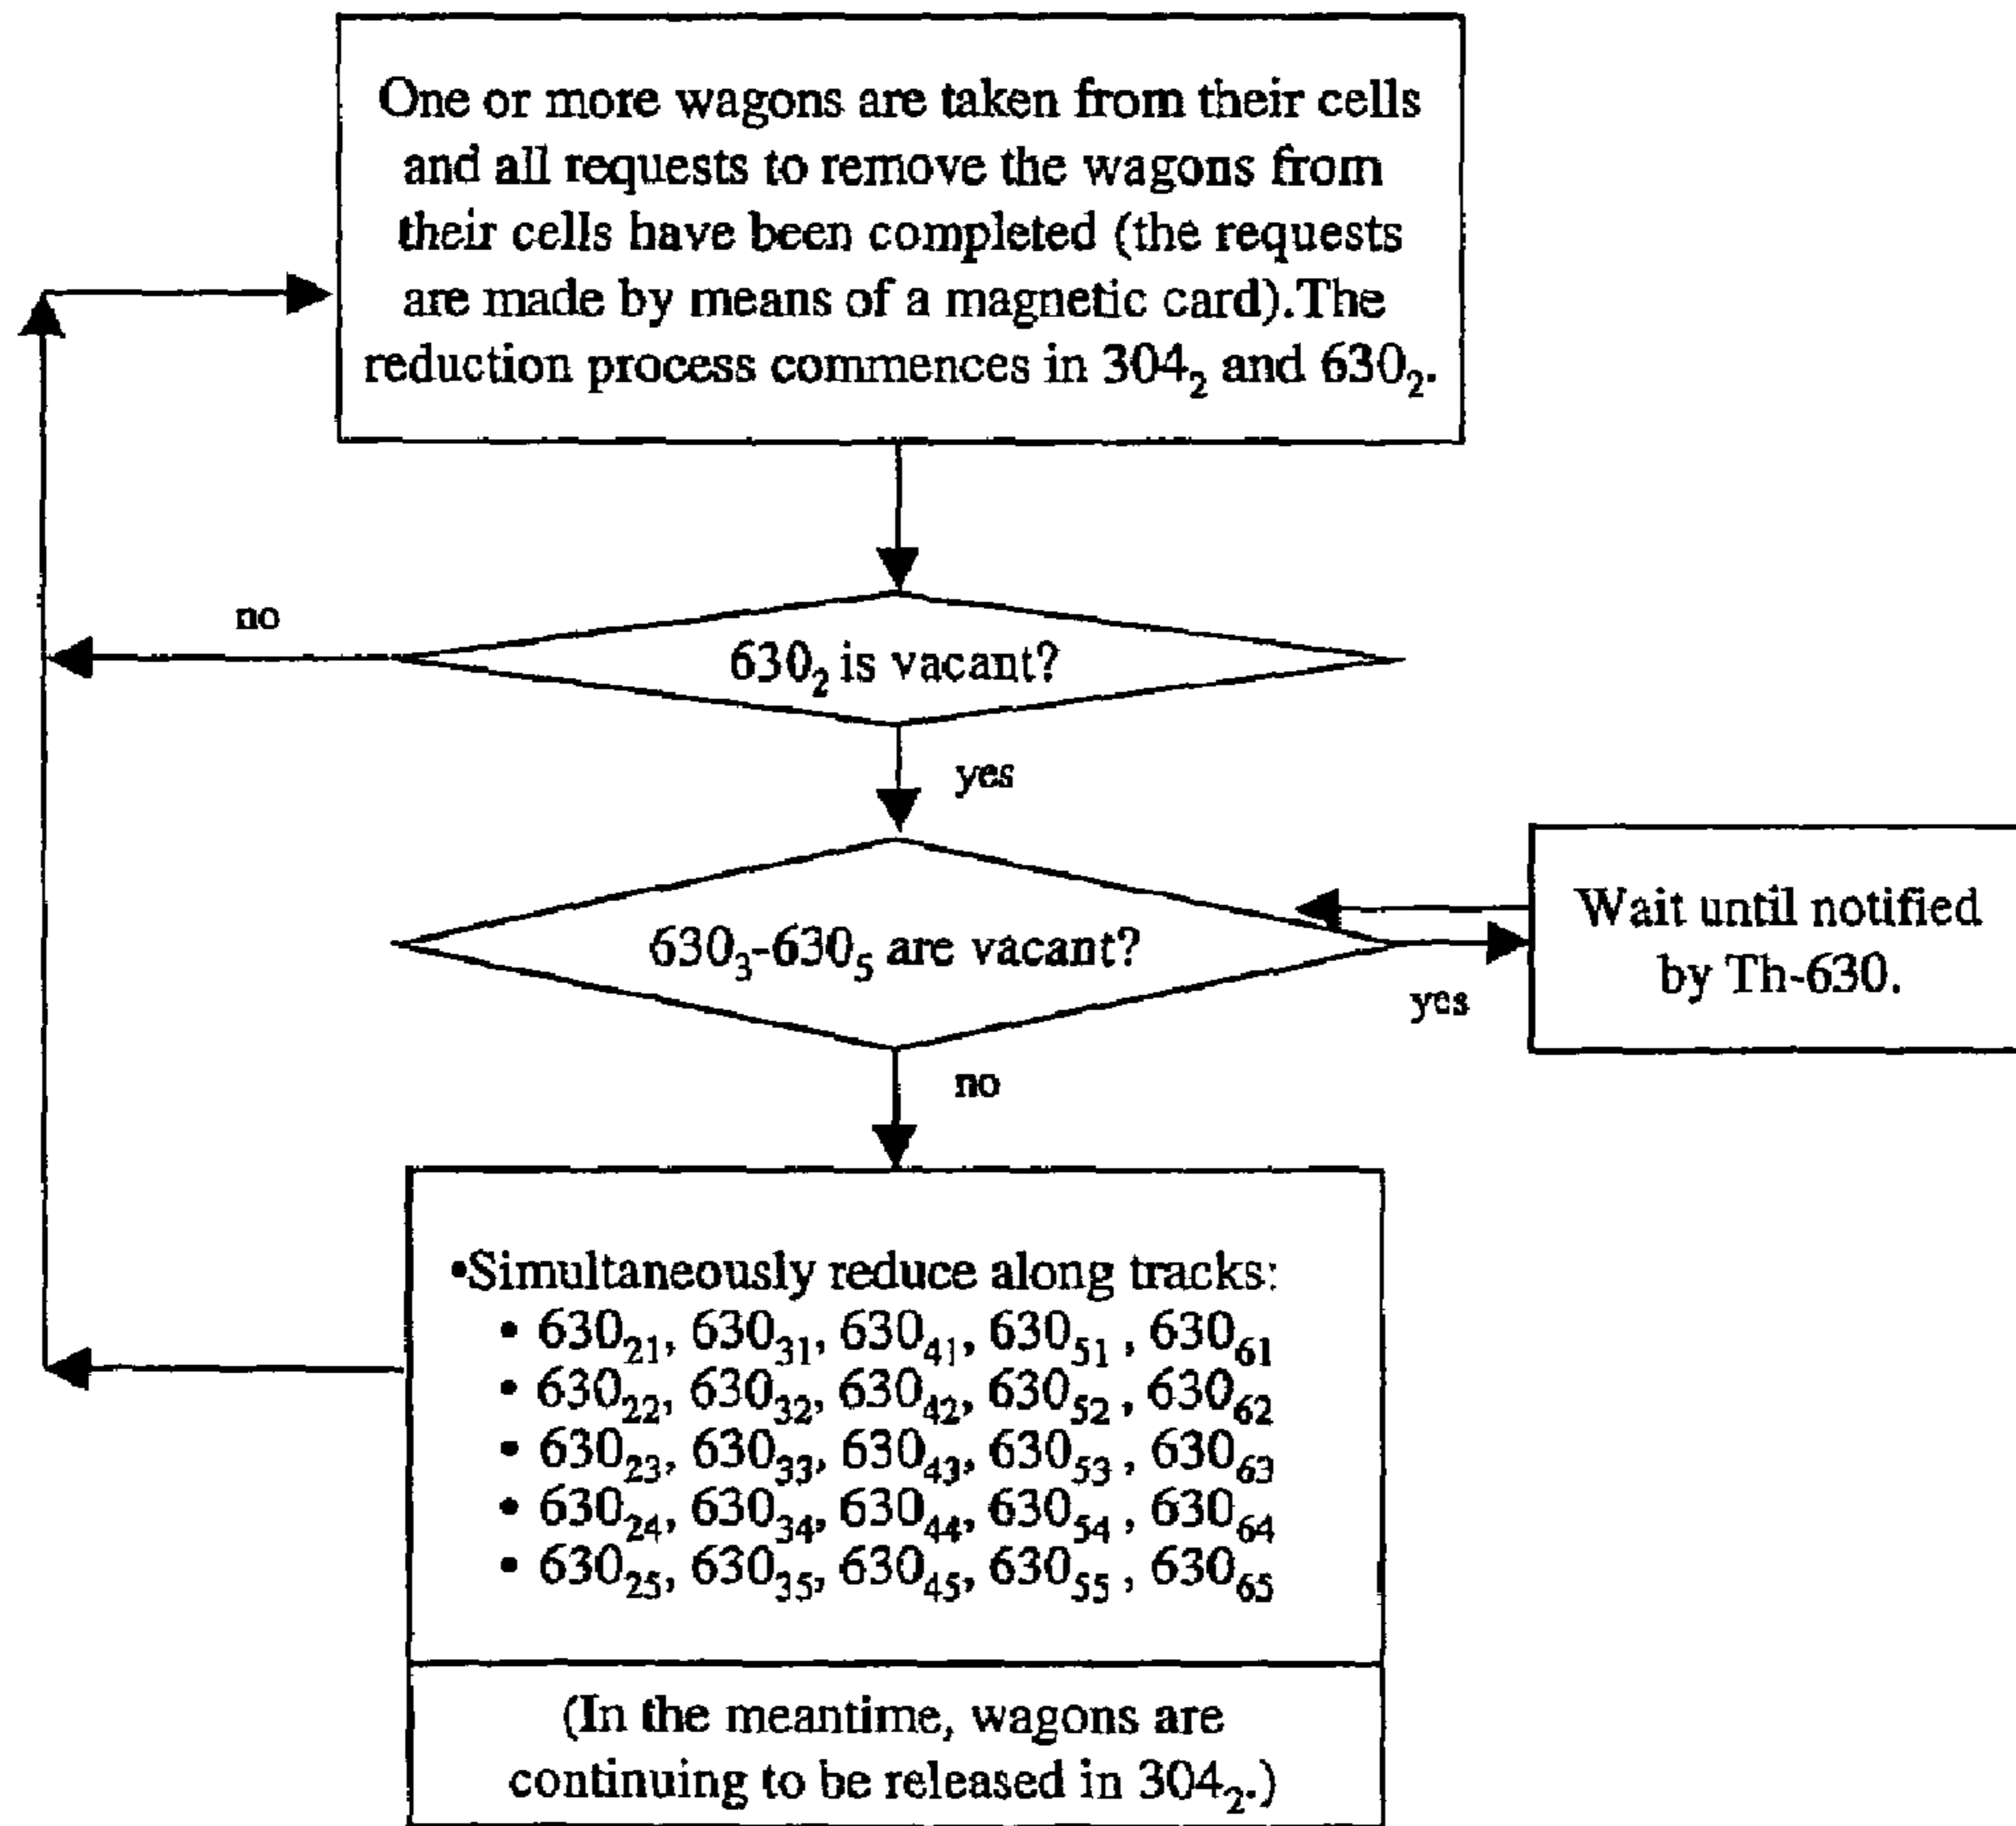 One or more wagons are taken from their cells
and all requests to remove the wagons from
their cells have been completed (the requests
are made by means of a magnetic card).The
reduction process commences in 304₂ and 630₂.
no
630₂ is vacant?
yes
630₃-630₅ are vacant?
yes
Wait until notified
by Th-630.
no
•Simultaneously reduce along tracks:
• 630₂₁, 630₃₁, 630₄₁, 630₅₁ , 630₆₁
• 630₂₂, 630₃₂, 630₄₂, 630₅₂ , 630₆₂
• 630₂₃, 630₃₃, 630₄₃, 630₅₃ , 630₆₃
• 630₂₄, 630₃₄, 630₄₄, 630₅₄ , 630₆₄
• 630₂₅, 630₃₅, 630₄₅, 630₅₅ , 630₆₅
(In the meantime, wagons are
continuing to be released in 304₂.)